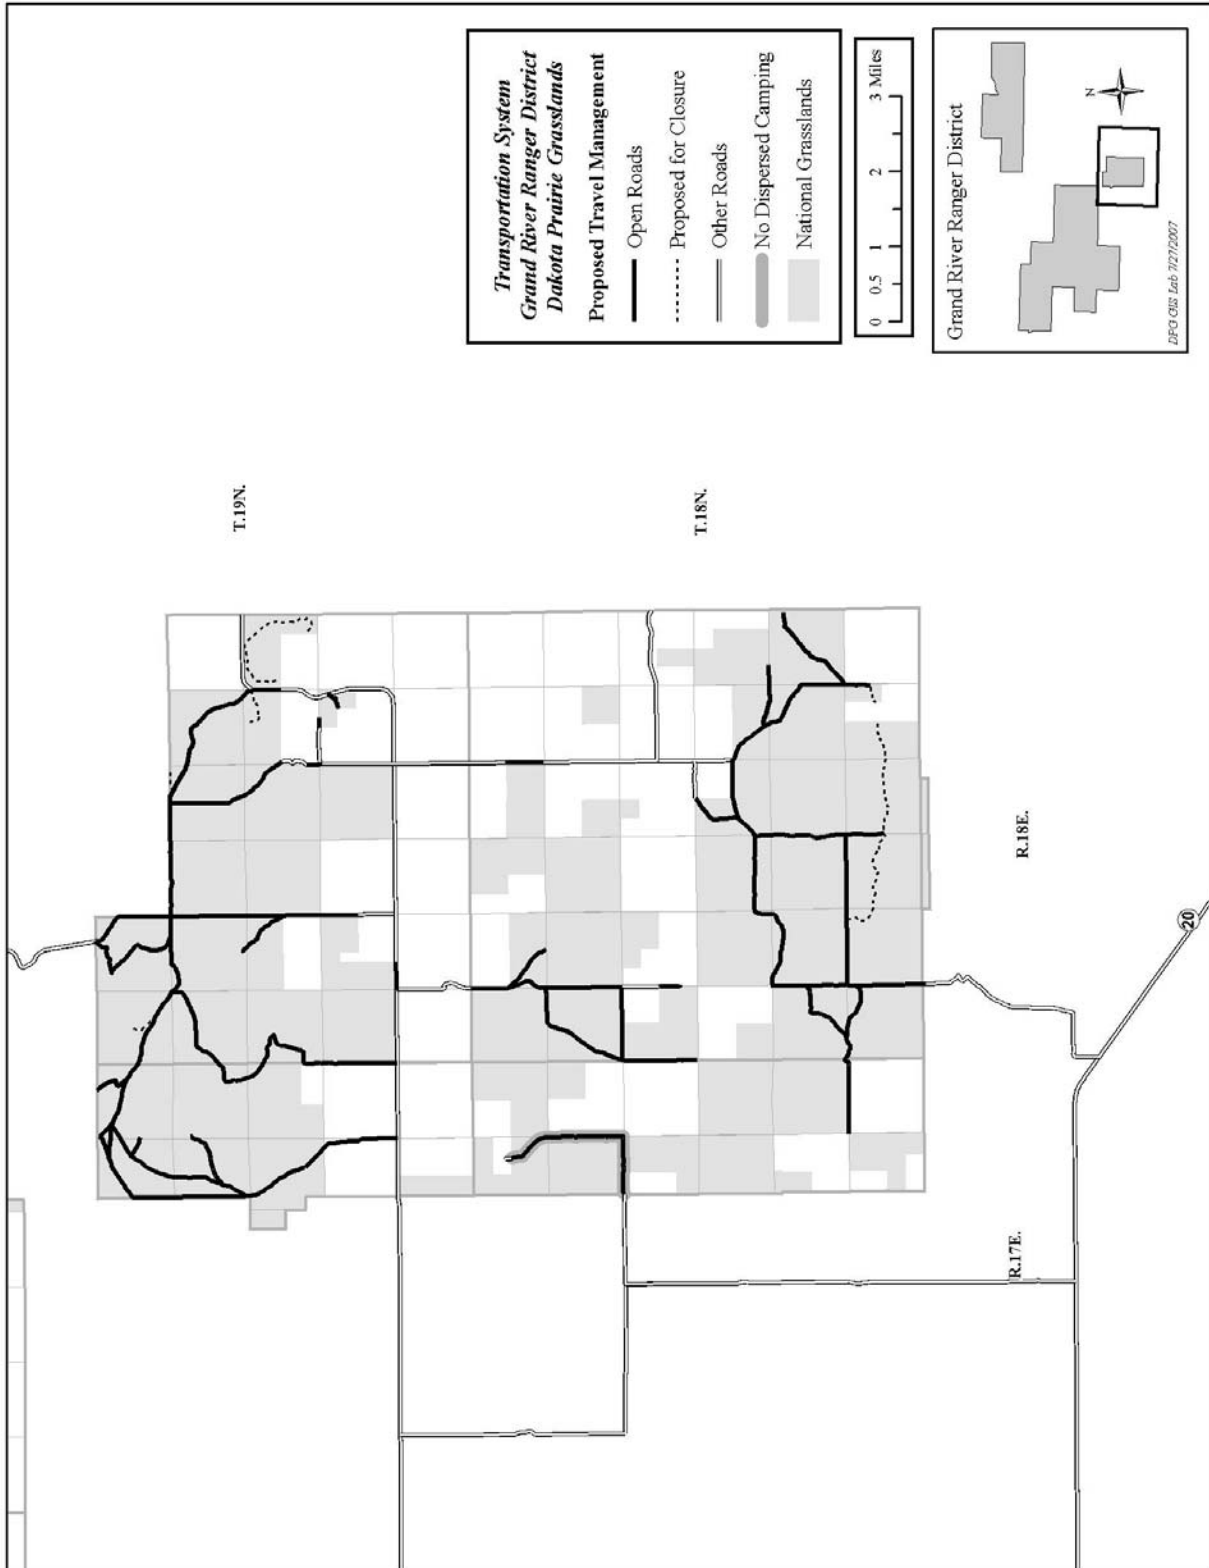 Transportation System
Grand River Ranger District
Dakota Prairie Grasslands
Proposed Travel Management
Open Roads
Proposed for Closure
Other Roads
No Dispersed Camping
National Grasslands
0 0.5 1 2 3 Miles
Grand River Ranger District
N
DPG GIS Lab 7/27/2007
T.19N.
T.18N.
R.17E.
R.18E.
20